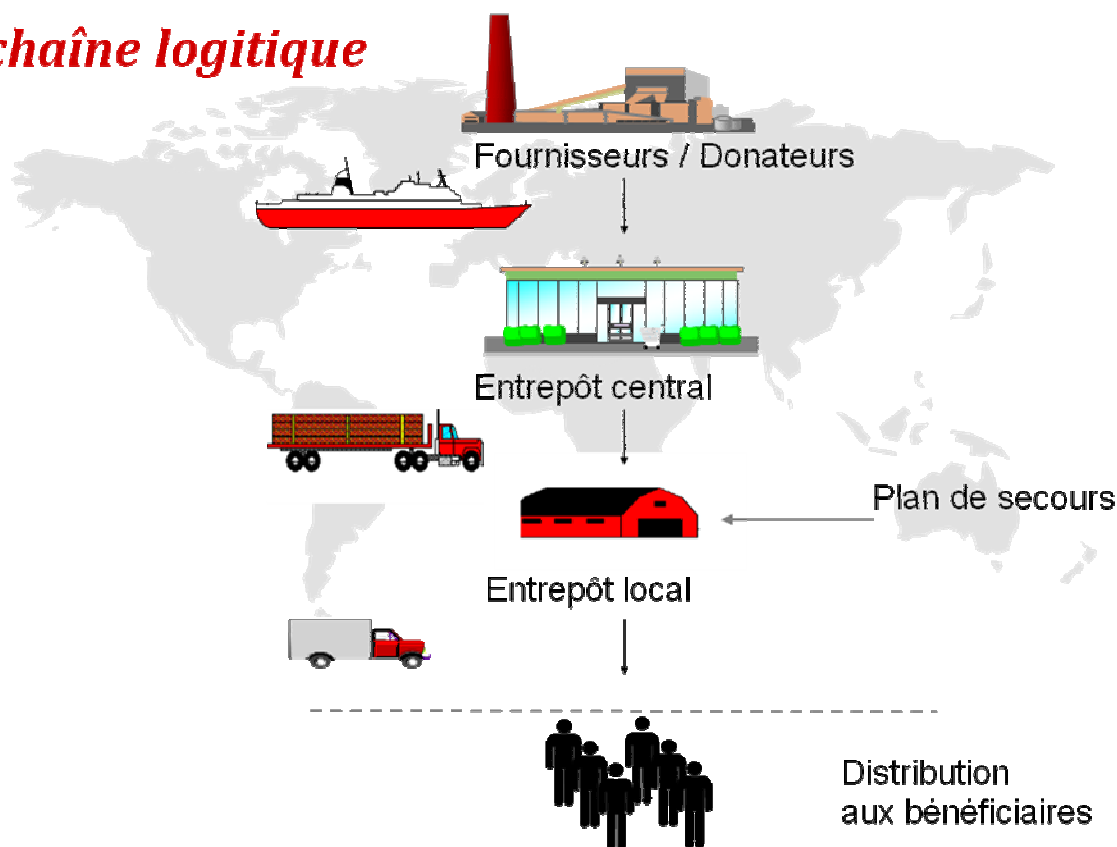 chaîne logitique
Fournisseurs / Donateurs
Entrepôt central
Plan de secours
Entrepôt local
Distribution
aux bénéficiaires